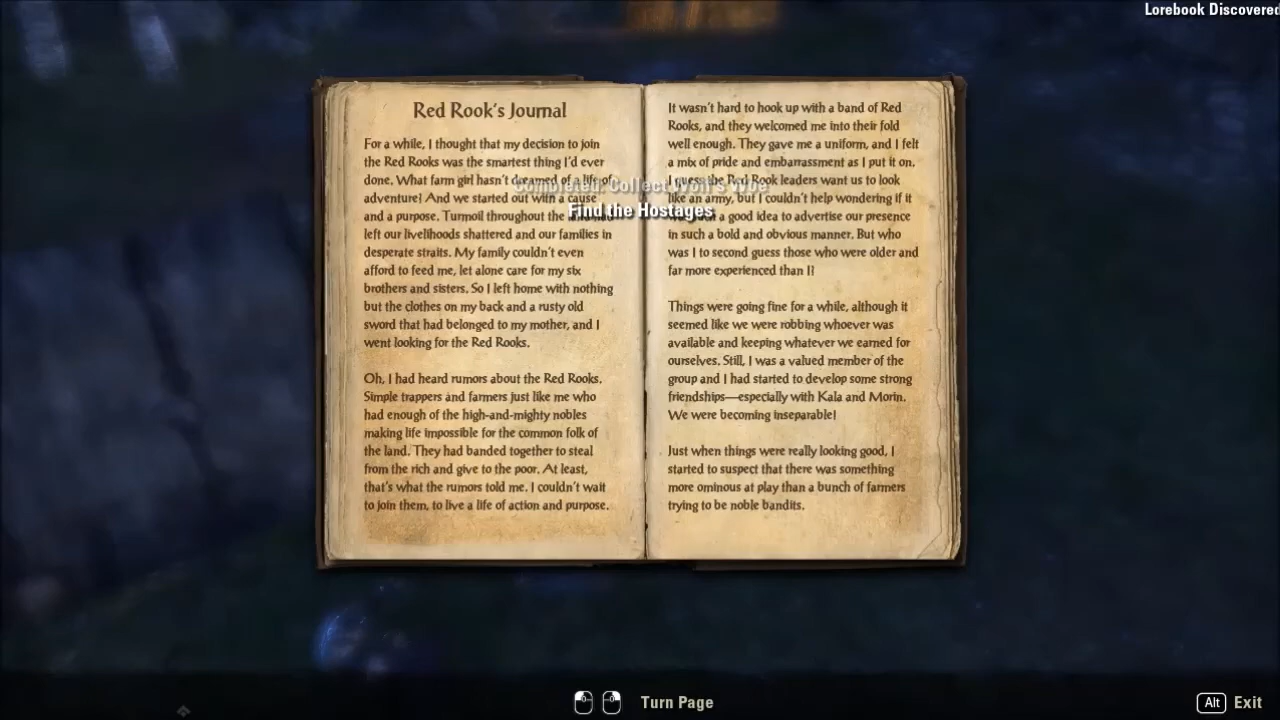 Lorebook Discovered
Red Rook's Journal
For a while, I thought that my decision to join
the Red Rooks was the smartest thing I'd ever
done. What farm girl hasn't dreamed of a life of
adventure? And we started out with a cause
and a purpose. Turmoil throughout the
left our livelihoods shattered and our families in
desperate straits. My family couldn't even
afford to feed me, let alone care for my six
brothers and sisters. So I left home with nothing
but the clothes on my back and a rusty old
sword that had belonged to my mother, and I
went looking for the Red Rooks.
Oh, I had heard rumors about the Red Rooks.
Simple trappers and farmers just like me who
had enough of the high-and-mighty nobles
making life impossible for the common folk of
the land. They had banded together to steal
from the rich and give to the poor. At least,
that's what the rumors told me. I couldn't wait
to join them, to live a life of action and purpose.
It wasn't hard to hook up with a band of Red
Rooks, and they welcomed me into their fold
well enough. They gave me a uniform, and I felt
a mix of pride and embarrassment as I put it on.
I guess the Red Rook leaders want us to look
like an army, but I couldn't help wondering if it
such a good idea to advertise our presence
in such a bold and obvious manner. But who
was I to second guess those who were older and
far more experienced than I?
Things were going fine for a while, although it
seemed like we were robbing whoever was
available and keeping whatever we earned for
ourselves. Still, I was a valued member of the
group and I had started to develop some strong
friendships—especially with Kala and Morin.
We were becoming inseparable!
Just when things were really looking good, I
started to suspect that there was something
more ominous at play than a bunch of farmers
trying to be noble bandits.
Completed: Collect Wolf's Woe
Find the Hostages
Turn Page
Alt Exit